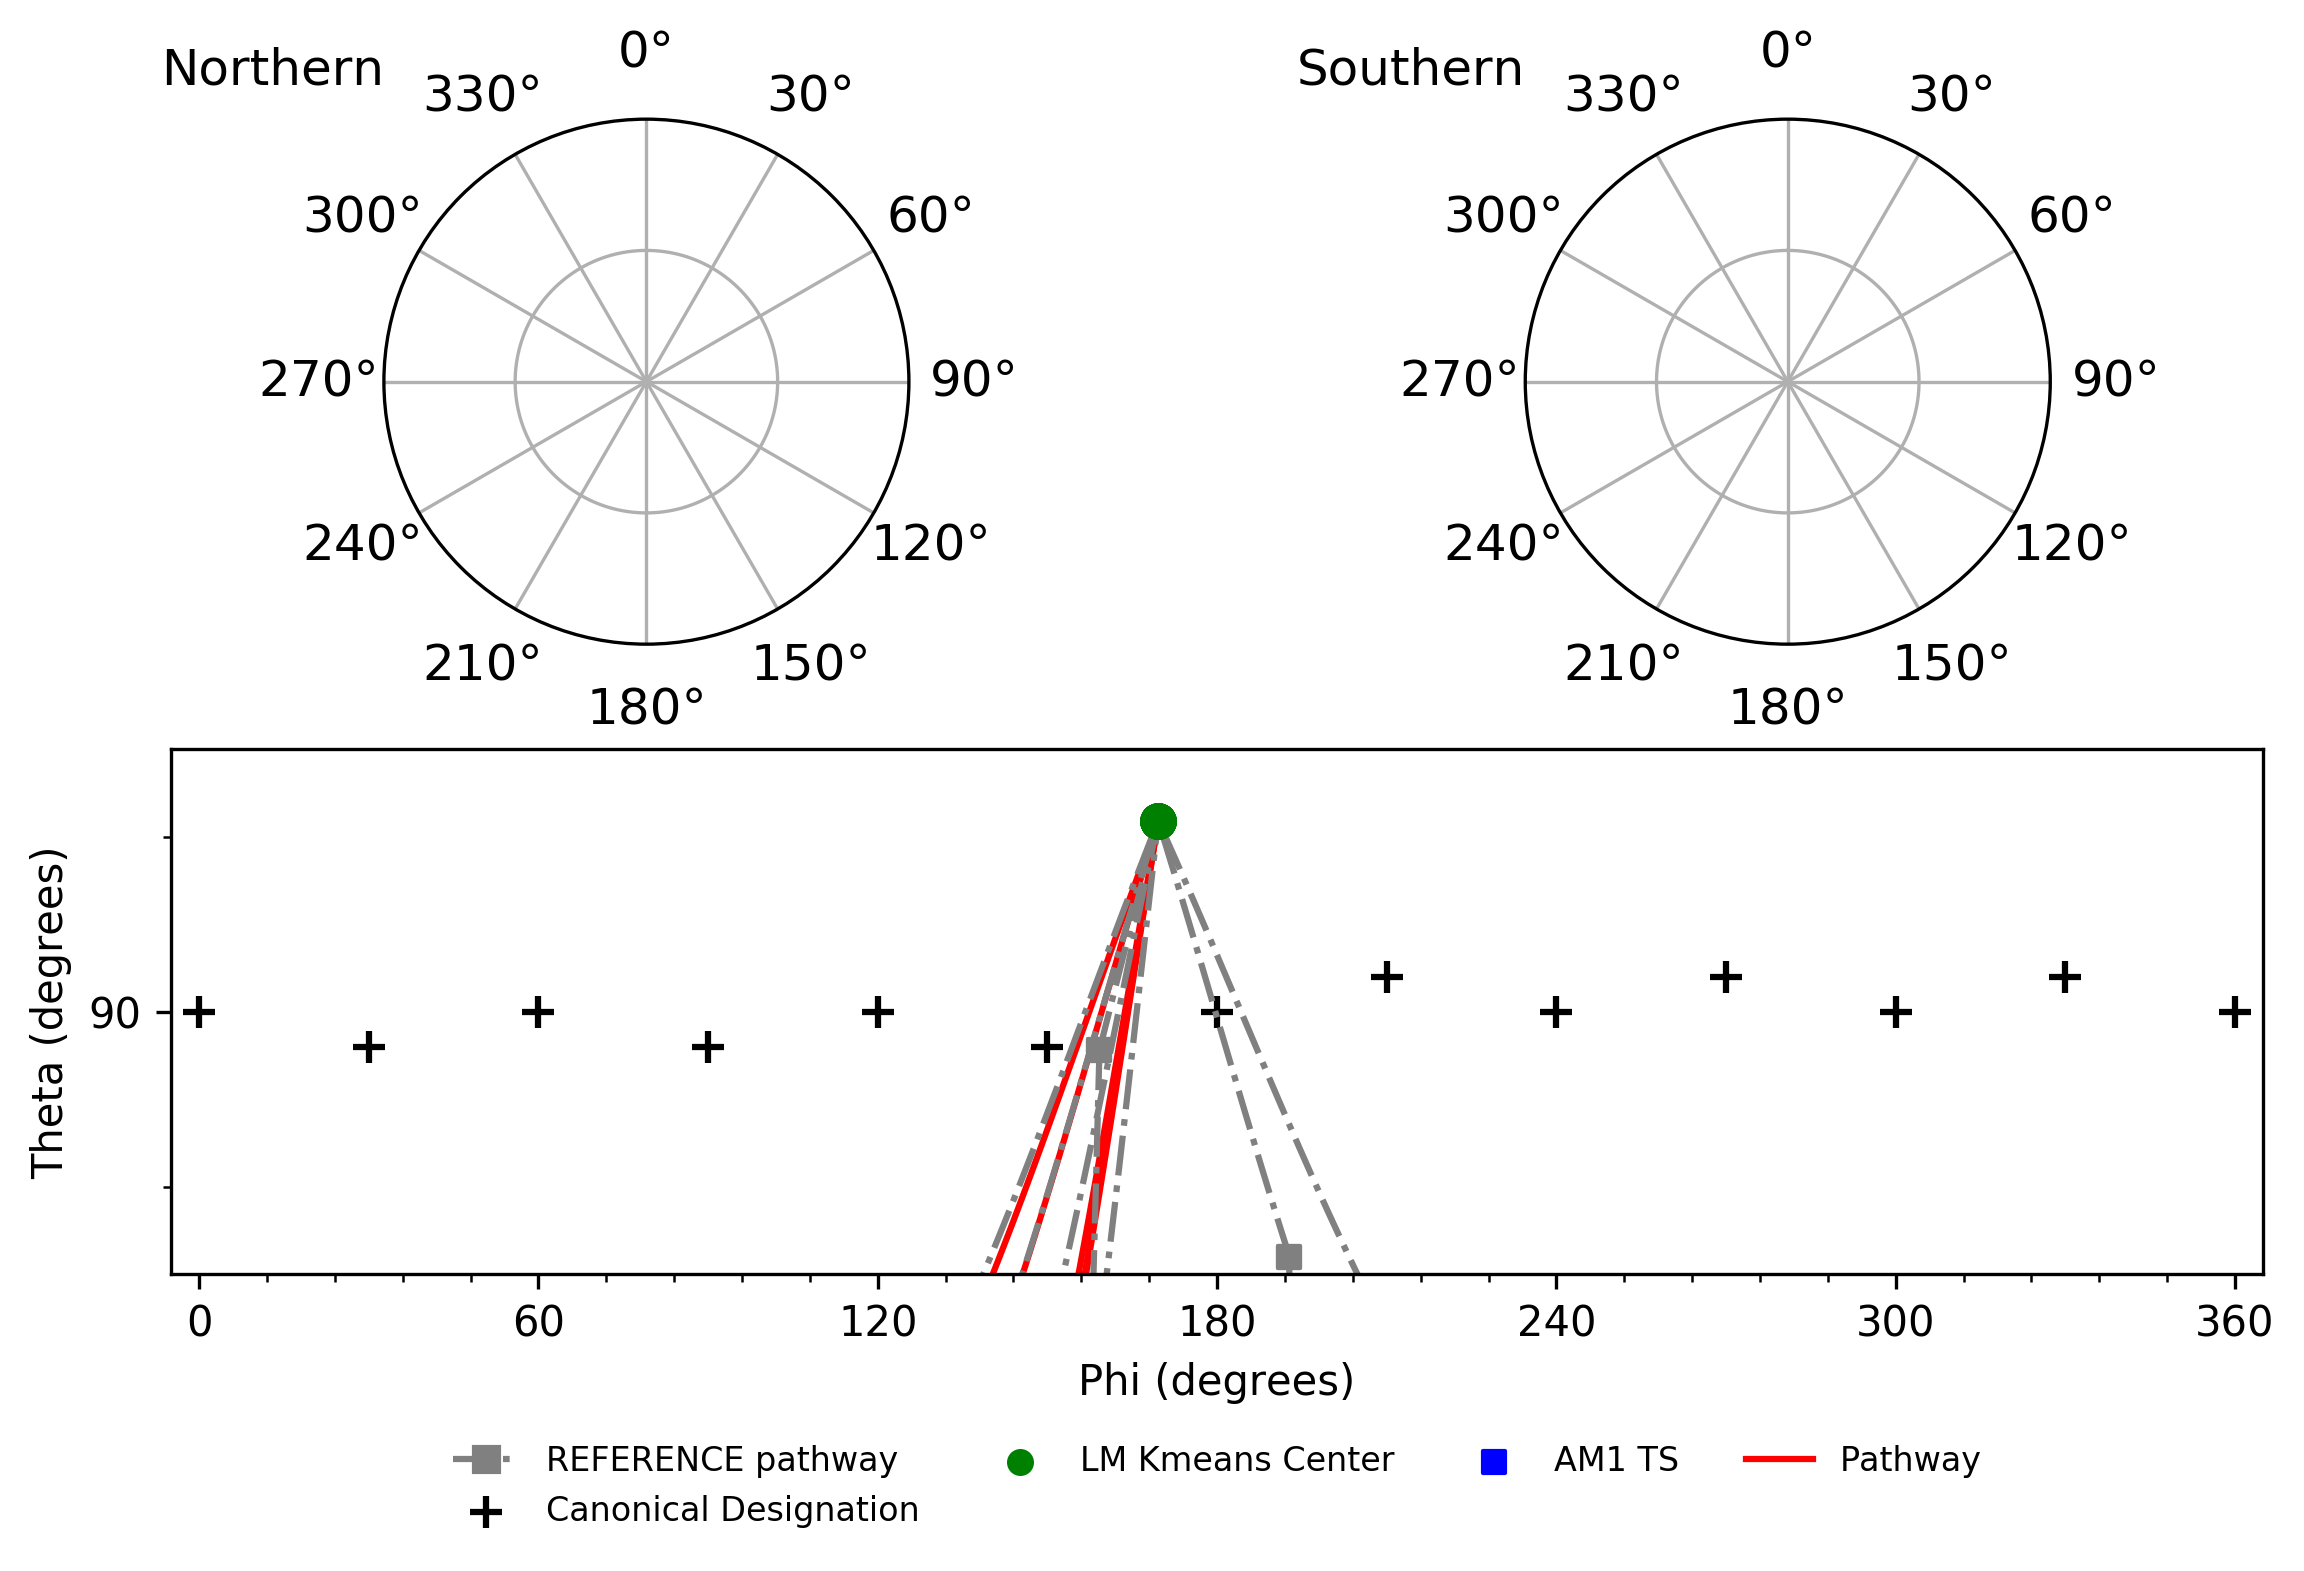 Northern
0°
330°
30°
300°
60°
270°
90°
240°
120°
210°
150°
180°
Southern
0°
330°
30°
300°
60°
270°
90°
240°
120°
210°
150°
180°
Theta (degrees)
90
0 60 120 180 240 300 360
Phi (degrees)
REFERENCE pathway
Canonical Designation
LM Kmeans Center
AM1 TS
Pathway